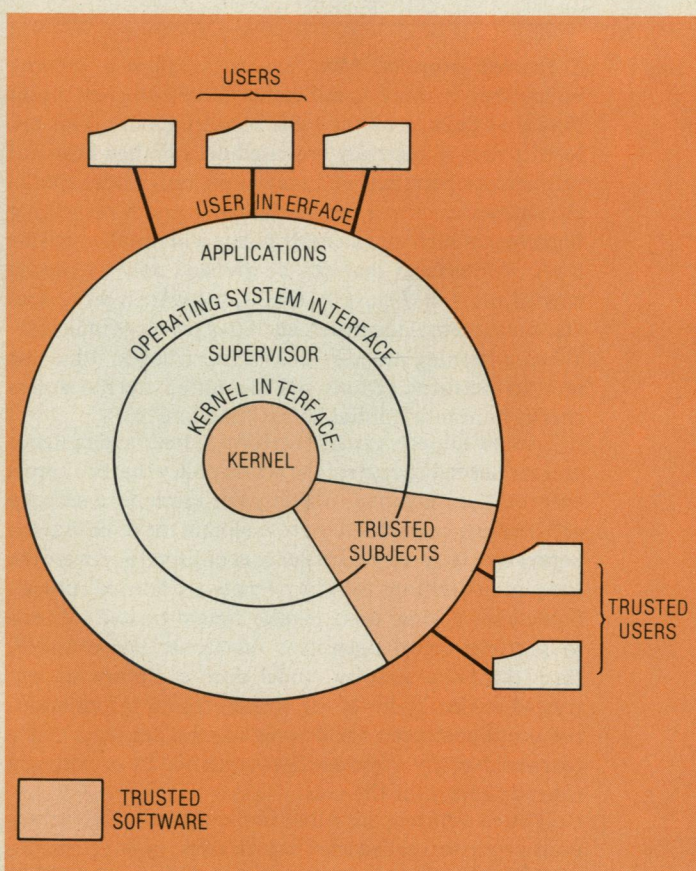 USERS
USER INTERFACE
APPLICATIONS
OPERATING SYSTEM INTERFACE
SUPERVISOR
KERNEL INTERFACE
KERNEL
TRUSTED
SUBJECTS
TRUSTED
USERS
TRUSTED
SOFTWARE